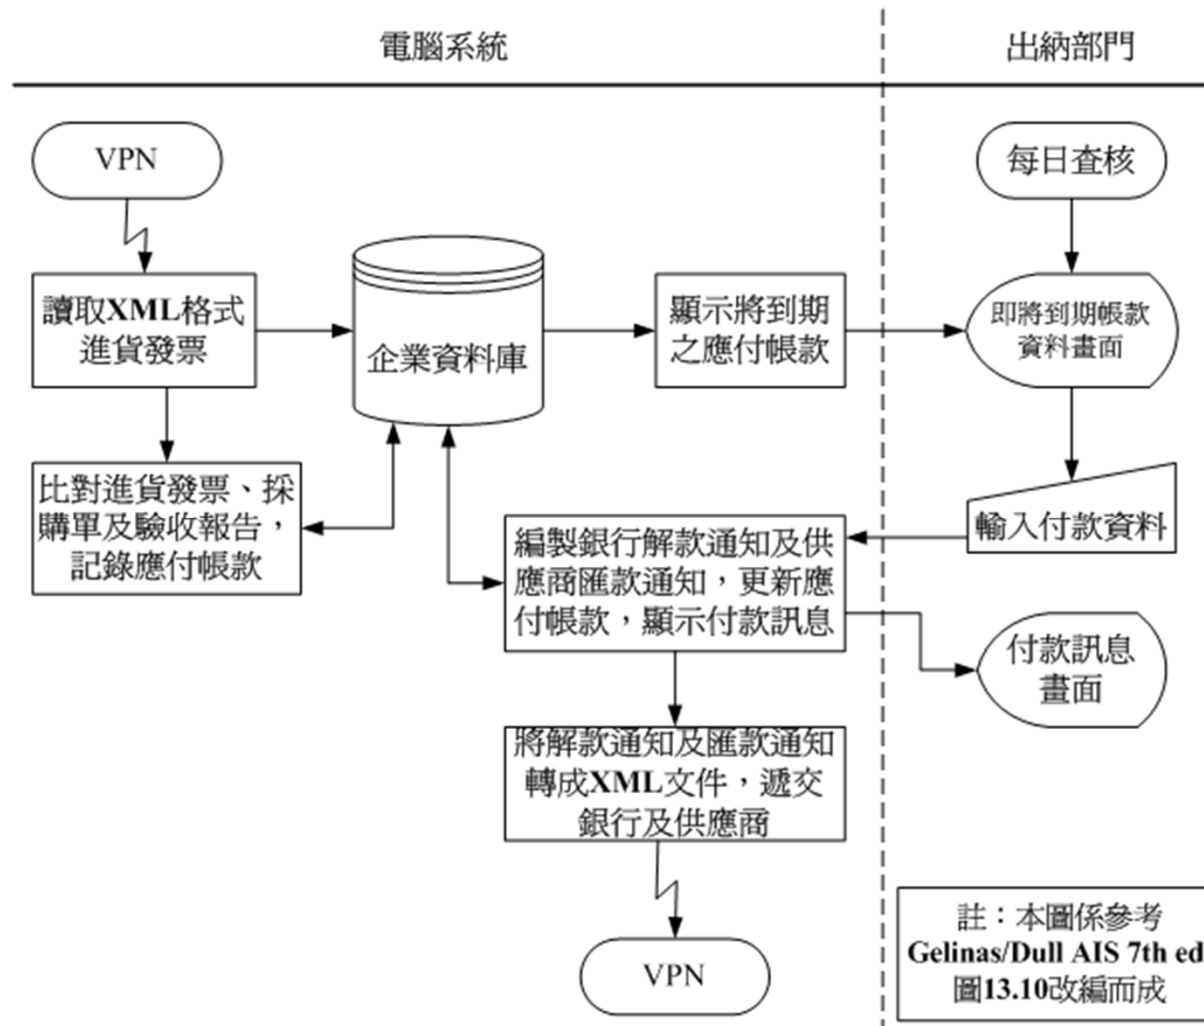 電腦系統
出納部門
VPN
每日查核
讀取XML格式
進貨發票
企業資料庫
顯示將到期
之應付帳款
即將到期帳款
資料畫面
比對進貨發票、採
購單及驗收報告，
記錄應付帳款
編製銀行解款通知及供
應商匯款通知，更新應
付帳款，顯示付款訊息
輸入付款資料
付款訊息
畫面
將解款通知及匯款通知
轉成XML文件，遞交
銀行及供應商
VPN
註：本圖係參考
Gelinas/Dull AIS 7th ed
圖13.10改編而成